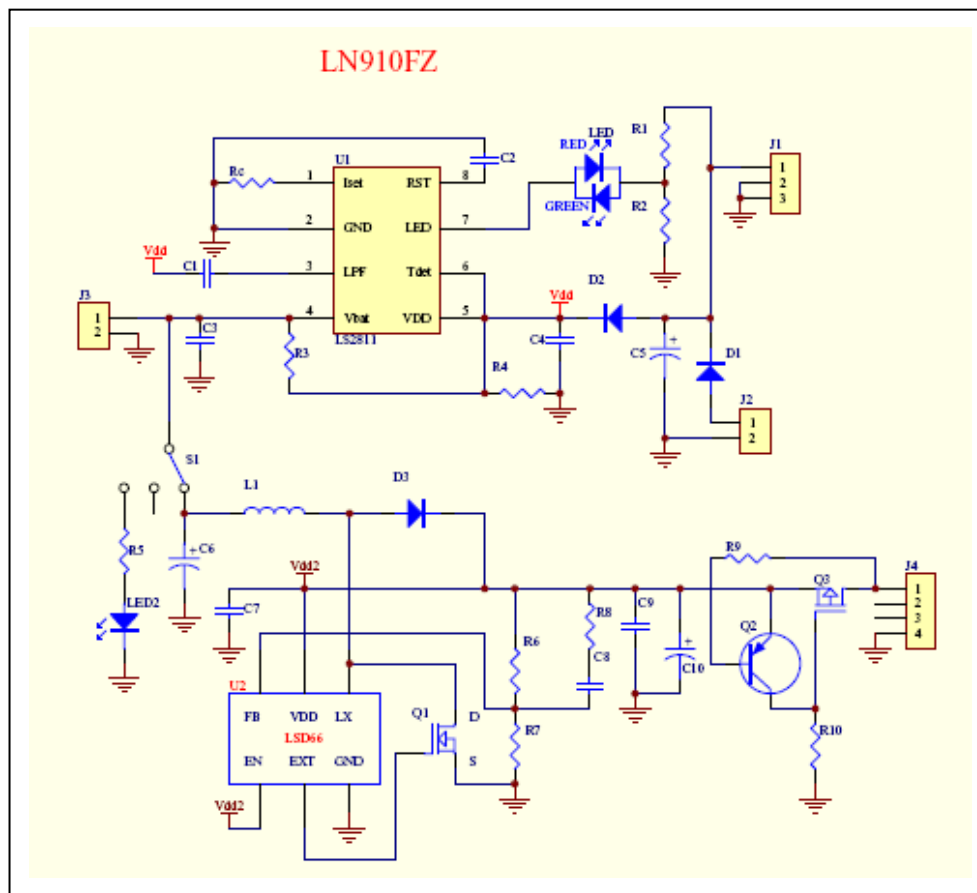 LN910FZ
LED
RED
GREEN
R1
R2
J1
1
2
3
U1
Rc
1
Iset
RST
8
C2
2
GND
LED
7
Vdd
C1
3
LPF
Tdet
6
J3
1
2
C3
4
Vbat
VDD
5
LS2811
R3
R4
Vdd
C4
D2
C5
+
D1
J2
1
2
S1
L1
D3
R5
+
C6
LED2
Vdd2
C7
R6
R8
C9
+
C10
C8
R7
R9
Q3
Q2
J4
1
2
3
4
R10
U2
FB
VDD
LX
LSD66
EN
EXT
GND
Q1
D
S
Vdd2